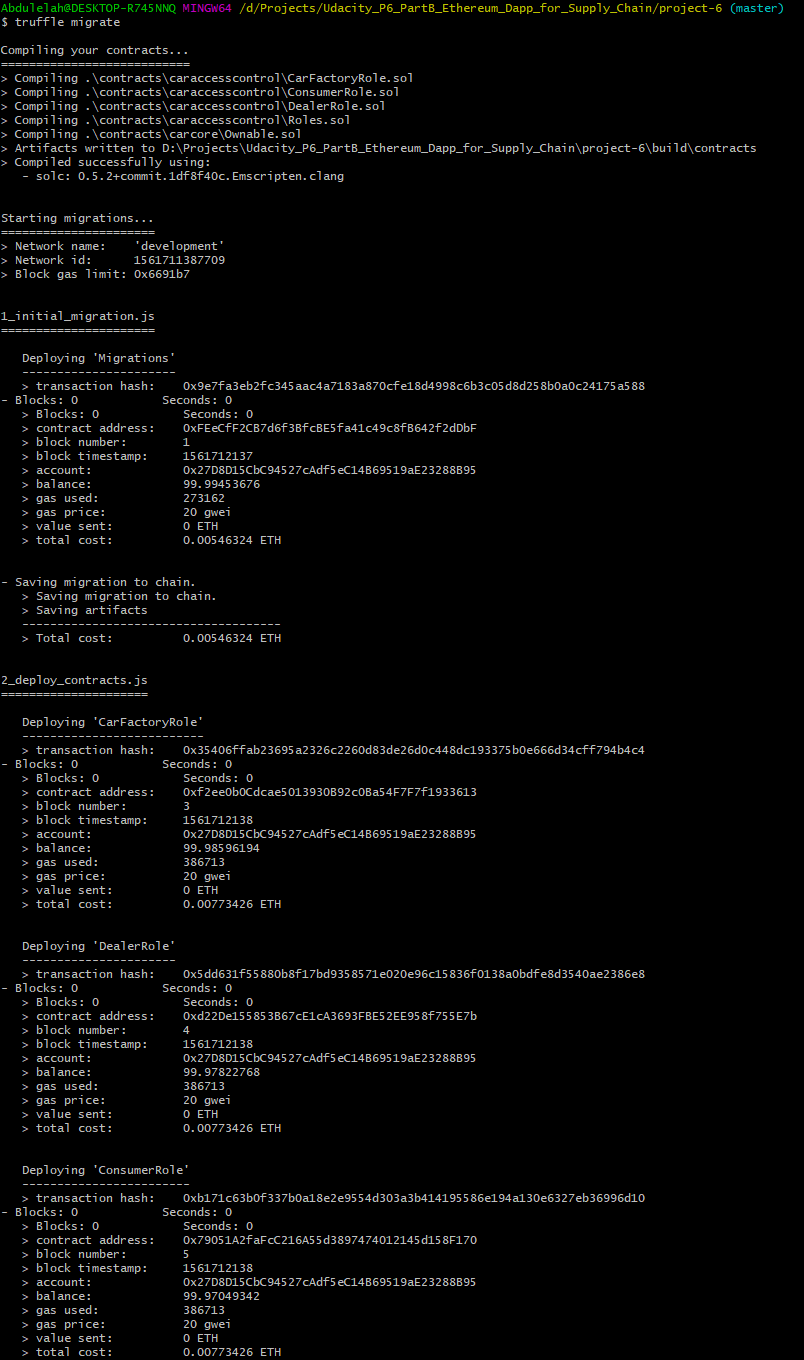 Abdulelah@DESKTOP-R745NNQ MINGW64 /d/Projects/Udacity_P6_PartB_Ethereum_Dapp_for_Supply_Chain/project-6 (master)
$ truffle migrate
Compiling your contracts...
===========================
> Compiling .\contracts\caraccesscontrol\CarFactoryRole.sol
> Compiling .\contracts\caraccesscontrol\ConsumerRole.sol
> Compiling .\contracts\caraccesscontrol\DealerRole.sol
> Compiling .\contracts\caraccesscontrol\Roles.sol
> Compiling .\contracts\carcore\Ownable.sol
> Artifacts written to D:\Projects\Udacity_P6_PartB_Ethereum_Dapp_for_Supply_Chain\project-6\build\contracts
> Compiled successfully using:
   - solc: 0.5.2+commit.1df8f40c.Emscripten.clang
Starting migrations...
======================
> Network name:    'development'
> Network id:      1561711387709
> Block gas limit: 0x6691b7
1_initial_migration.js
======================
   Deploying 'Migrations'
   ----------------------
   > transaction hash:    0x9e7fa3eb2fc345aac4a7183a870cfe18d4998c6b3c05d8d258b0a0c24175a588
- Blocks: 0            Seconds: 0
   > Blocks: 0            Seconds: 0
   > contract address:    0xFEeCfF2CB7d6f3BfcBE5fa41c49c8fB642f2dDbF
   > block number:        1
   > block timestamp:     1561712137
   > account:             0x27D8D15CbC94527cAdf5eC14B69519aE23288B95
   > balance:             99.99453676
   > gas used:            273162
   > gas price:           20 gwei
   > value sent:          0 ETH
   > total cost:          0.00546324 ETH
- Saving migration to chain.
   > Saving migration to chain.
   > Saving artifacts
   -------------------------------------
   > Total cost:          0.00546324 ETH
2_deploy_contracts.js
=====================
   Deploying 'CarFactoryRole'
   --------------------------
   > transaction hash:    0x35406ffab23695a2326c2260d83de26d0c448dc193375b0e666d34cff794b4c4
- Blocks: 0            Seconds: 0
   > Blocks: 0            Seconds: 0
   > contract address:    0xf2ee0b0Cdcae5013930B92c0Ba54F7F7f1933613
   > block number:        3
   > block timestamp:     1561712138
   > account:             0x27D8D15CbC94527cAdf5eC14B69519aE23288B95
   > balance:             99.98596194
   > gas used:            386713
   > gas price:           20 gwei
   > value sent:          0 ETH
   > total cost:          0.00773426 ETH
   Deploying 'DealerRole'
   ----------------------
   > transaction hash:    0x5dd631f55880b8f17bd9358571e020e96c15836f0138a0bdfe8d3540ae2386e8
- Blocks: 0            Seconds: 0
   > Blocks: 0            Seconds: 0
   > contract address:    0xd22De155853B67cE1cA3693FBE52EE958f755E7b
   > block number:        4
   > block timestamp:     1561712138
   > account:             0x27D8D15CbC94527cAdf5eC14B69519aE23288B95
   > balance:             99.97822768
   > gas used:            386713
   > gas price:           20 gwei
   > value sent:          0 ETH
   > total cost:          0.00773426 ETH
   Deploying 'ConsumerRole'
   ------------------------
   > transaction hash:    0xb171c63b0f337b0a18e2e9554d303a3b414195586e194a130e6327eb36996d10
- Blocks: 0            Seconds: 0
   > Blocks: 0            Seconds: 0
   > contract address:    0x79051A2faFcC216A55d3897474012145d158F170
   > block number:        5
   > block timestamp:     1561712138
   > account:             0x27D8D15CbC94527cAdf5eC14B69519aE23288B95
   > balance:             99.97049342
   > gas used:            386713
   > gas price:           20 gwei
   > value sent:          0 ETH
   > total cost:          0.00773426 ETH